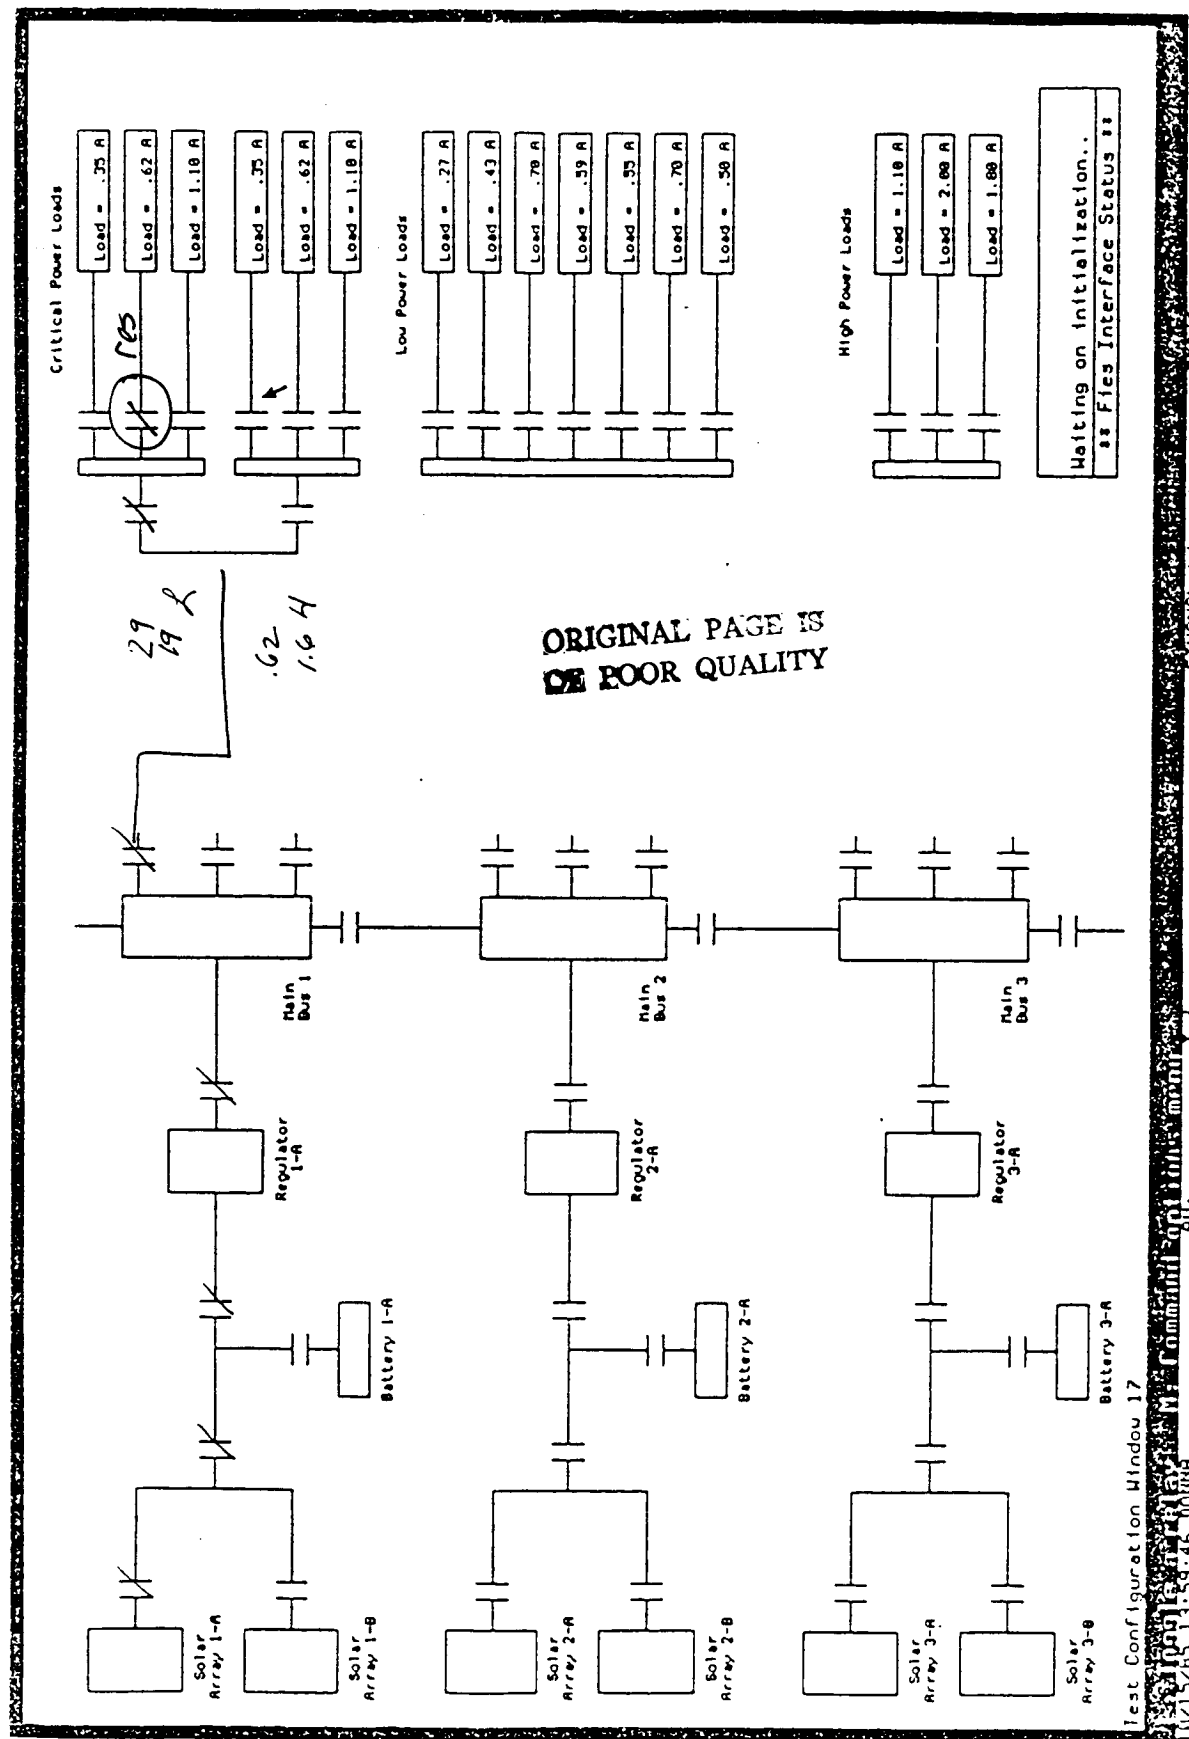 Critical Power Loads
Load = .35 A
Load = .62 A
Load = 1.10 A
Load = .35 A
Load = .62 A
Load = 1.10 A
res
Low Power Loads
Load = .27 A
Load = .43 A
Load = .70 A
Load = .59 A
Load = .55 A
Load = .70 A
Load = .50 A
High Power Loads
Load = 1.10 A
Load = 2.00 A
Load = 1.80 A
Waiting on initialization..
** Fies Interface Status **
29
19
.62
1.6 H
ORIGINAL PAGE IS
OF POOR QUALITY
Main
Bus 1
Main
Bus 2
Main
Bus 3
Regulator
1-A
Regulator
2-A
Regulator
3-A
Battery 1-A
Battery 2-A
Battery 3-A
Solar
Array 1-A
Solar
Array 1-B
Solar
Array 2-A
Solar
Array 2-B
Solar
Array 3-A
Solar
Array 3-B
Test Configuration Window 17